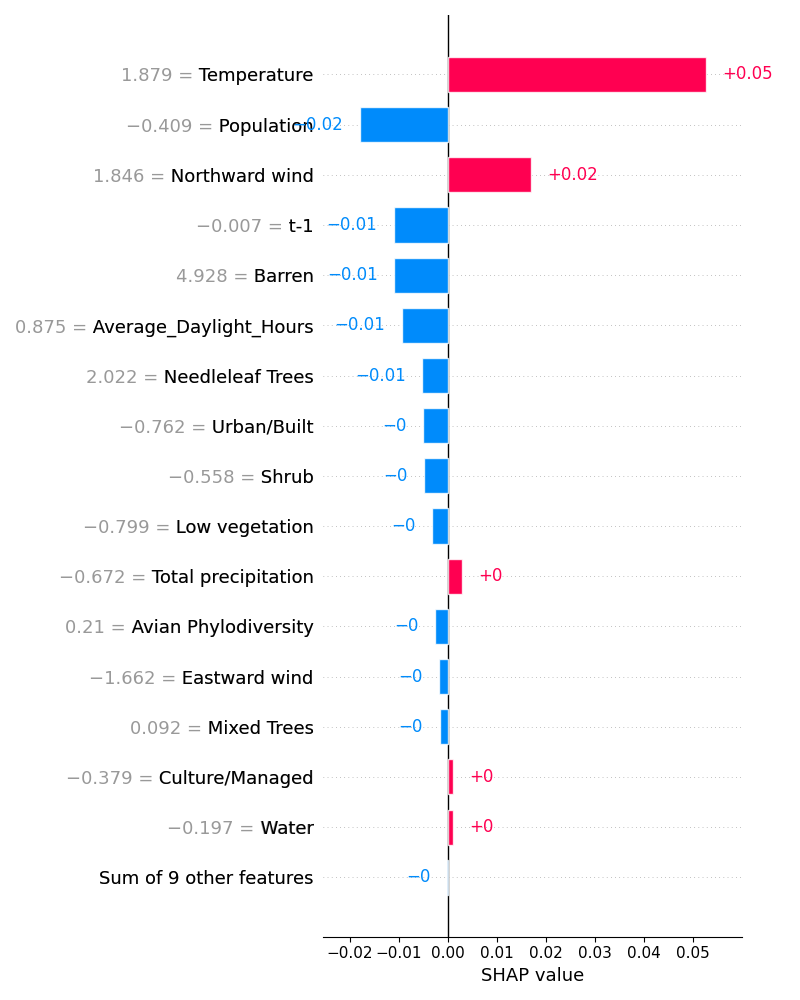 1.879 = Temperature +0.05
−0.409 = Population −0.02
1.846 = Northward wind +0.02
−0.007 = t-1 −0.01
4.928 = Barren −0.01
0.875 = Average_Daylight_Hours −0.01
2.022 = Needleleaf Trees −0.01
−0.762 = Urban/Built −0
−0.558 = Shrub −0
−0.799 = Low vegetation −0
−0.672 = Total precipitation +0
0.21 = Avian Phylodiversity −0
−1.662 = Eastward wind −0
0.092 = Mixed Trees −0
−0.379 = Culture/Managed +0
−0.197 = Water +0
Sum of 9 other features −0
−0.02 −0.01 0.00 0.01 0.02 0.03 0.04 0.05
SHAP value